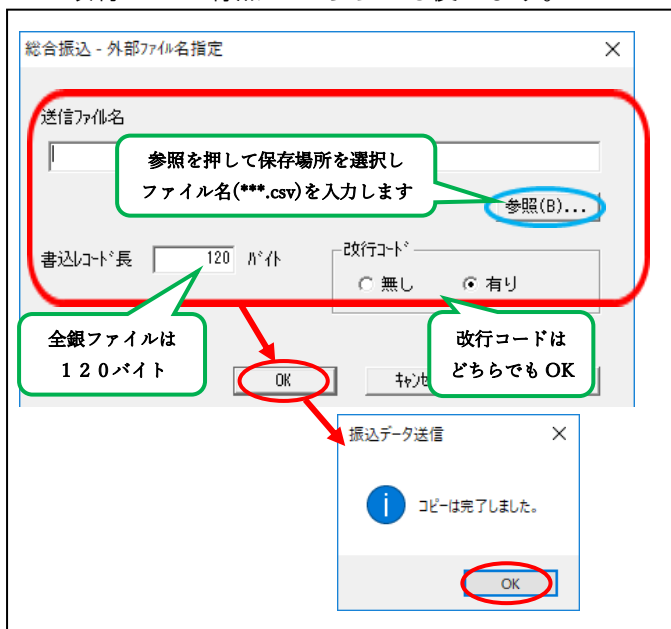 総合振込 - 外部ファイル名指定
送信ファイル名
参照を押して保存場所を選択し
ファイル名(***.csv)を入力します
参照(B)...
書込レコード長 120 バイト
改行コード
無し 有り
全銀ファイルは
１２０バイト
改行コードは
どちらでも OK
OK
キャンセ
振込データ送信
コピーは完了しました。
OK